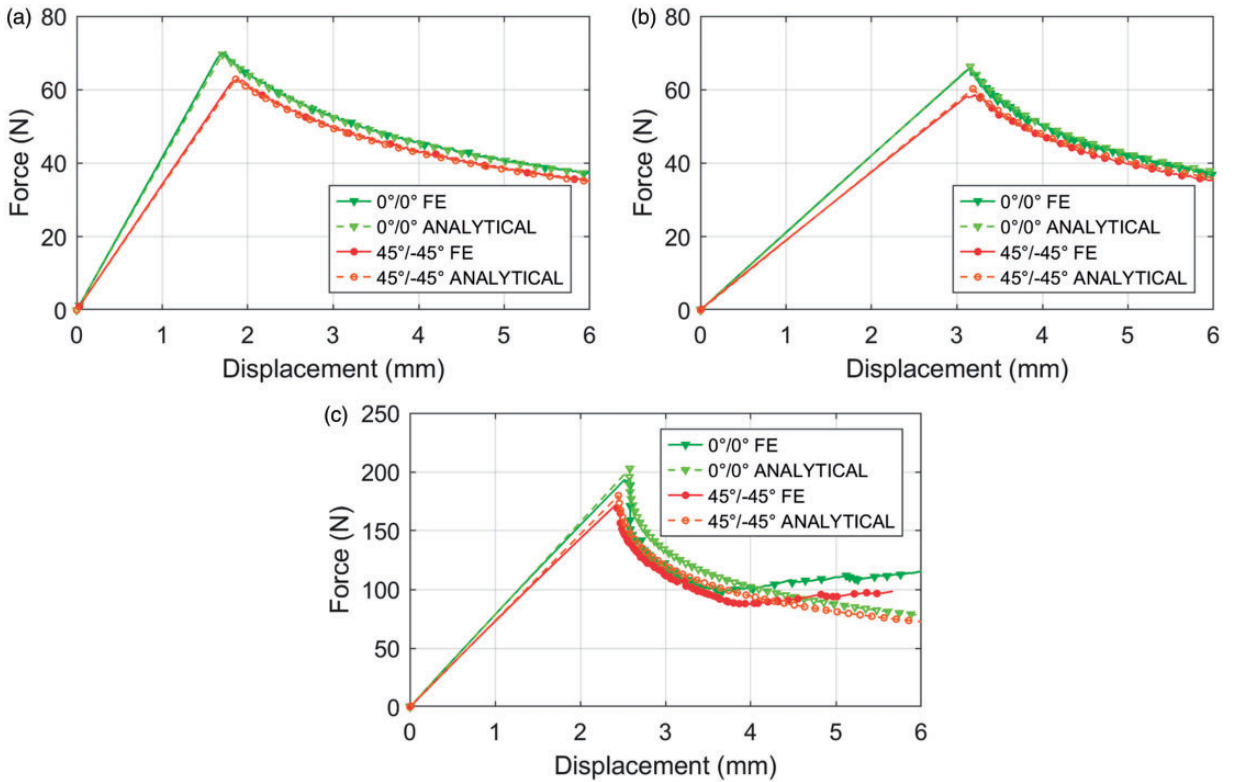 (a)
80
60
40
20
0
Force (N)
0 1 2 3 4 5 6
Displacement (mm)
0°/0° FE
0°/0° ANALYTICAL
45°/-45° FE
45°/-45° ANALYTICAL
(b)
80
60
40
20
0
Force (N)
0 1 2 3 4 5 6
Displacement (mm)
0°/0° FE
0°/0° ANALYTICAL
45°/-45° FE
45°/-45° ANALYTICAL
(c)
250
200
150
100
50
0
Force (N)
0 1 2 3 4 5 6
Displacement (mm)
0°/0° FE
0°/0° ANALYTICAL
45°/-45° FE
45°/-45° ANALYTICAL